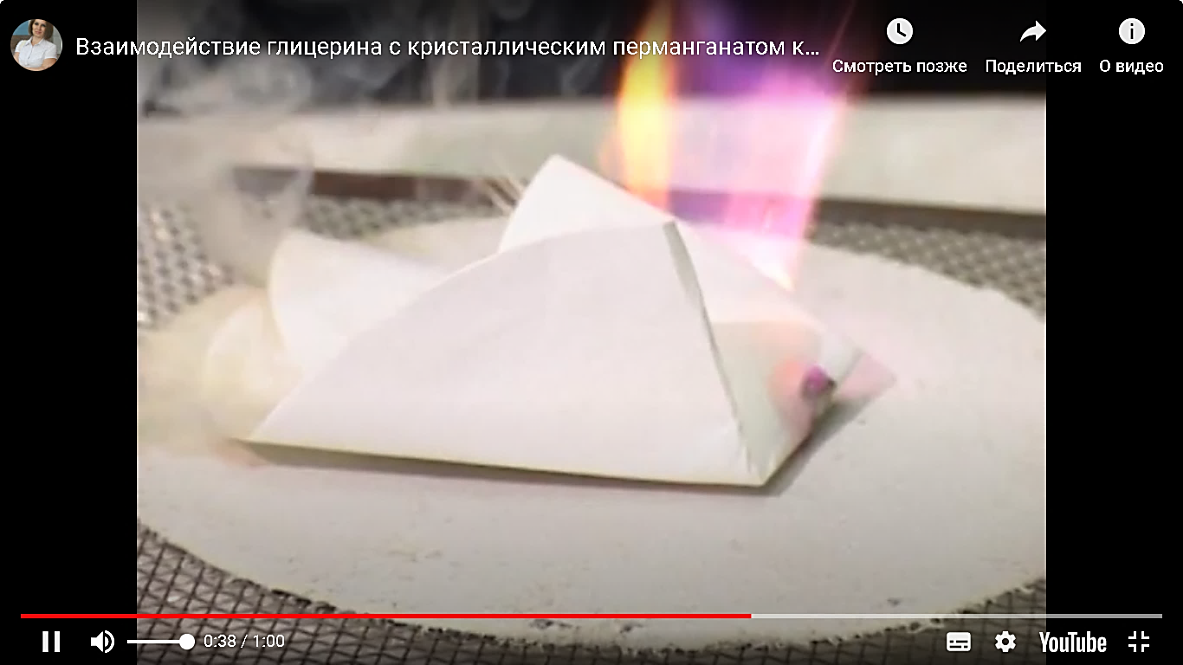 Взаимодействие глицерина с кристаллическим перманганатом к...
Смотреть позже
Поделиться
О видео
0:38 / 1:00
YouTube